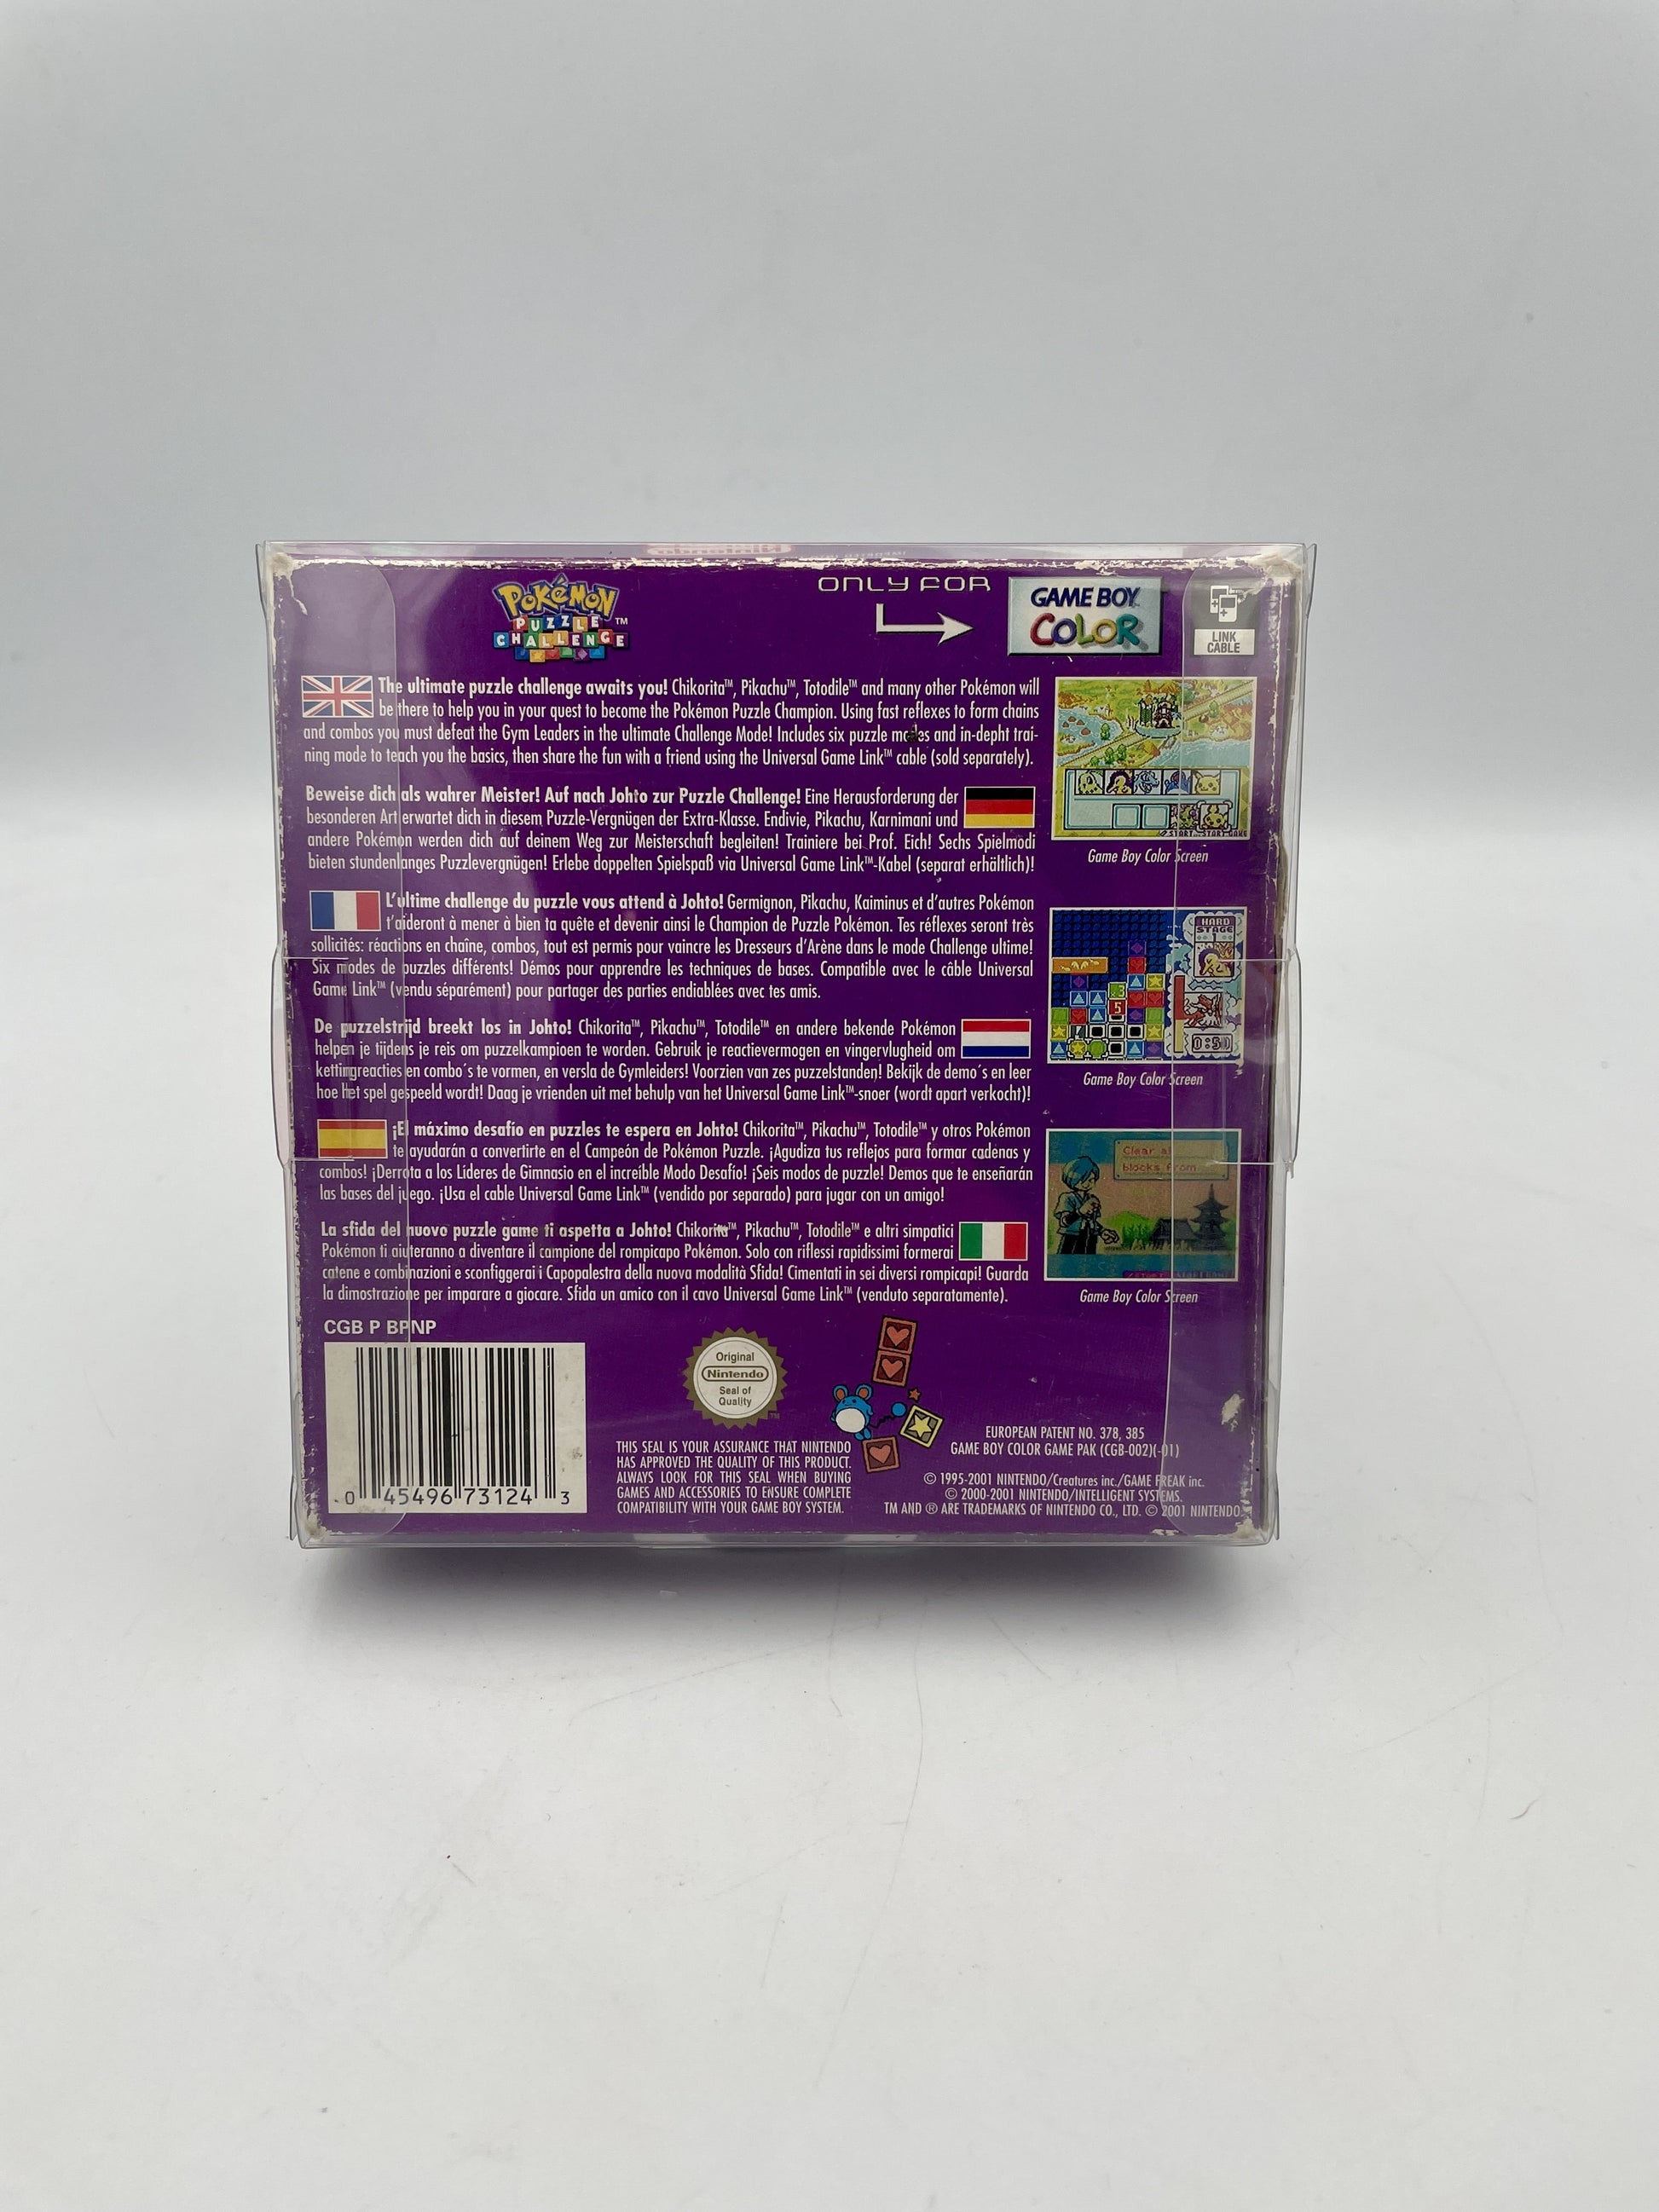 POKéMON
PUZZLE ™
CHALLENGE
ONLY FOR
GAME BOY
COLOR
LINK
CABLE
The ultimate puzzle challenge awaits you! Chikorita™, Pikachu™, Totodile™ and many other Pokémon will
be there to help you in your quest to become the Pokémon Puzzle Champion. Using fast reflexes to form chains
and combos you must defeat the Gym Leaders in the ultimate Challenge Mode! Includes six puzzle and in-depht trai-
ning mode to teach you the basics, then share the fun with a friend using the Universal Game Link™ cable (sold separately).
Beweise dich als wahrer Meister! Auf nach Johto zur Puzzle Challenge! Eine Herausforderung der
besonderen Art erwartet dich in diesem Puzzle-Vergnügen der Extra-Klasse. Endivie, Pikachu, Karnimani und
andere Pokémon werden dich auf deinem Weg zur Meisterschaft begleiten! Trainiere bei Prof. Eich! Sechs Spielmodi
bieten stundenlanges Puzzlevergnügen! Erlebe doppelten Spielspaß via Universal Game Link™-Kabel (separat erhältlich)!
L'ultime challenge du puzzle vous attend à Johto! Germignon, Pikachu, Kaiminus et d'autres Pokémon
t'aideront à mener à bien ta quête et devenir ainsi le Champion de Puzzle Pokémon. Tes réflexes seront très
sollicités: réactions en chaîne, combos, tout est permis pour vaincre les Dresseurs d'Arène dans le mode Challenge ultime!
Six modes de puzzles différents! Démos pour apprendre les techniques de bases. Compatible avec le câble Universal
Game Link™ (vendu séparément) pour partager des parties endiablées avec tes amis.
De puzzelstrijd breekt los in Johto! Chikorita™, Pikachu™, Totodile™ en andere bekende Pokémon
helpen je tijdens je reis om puzzelkampioen te worden. Gebruik je reactievermogen en vingervlugheid om
kettingreacties en combo´s te vormen, en versla de Gymleiders! Voorzien van zes puzzelstanden! Bekijk de demo´s en leer
hoe het spel gespeeld wordt! Daag je vrienden uit met behulp van het Universal Game Link™-snoer (wordt apart verkocht)!
¡El máximo desafío en puzzles te espera en Johto! Chikorita™, Pikachu™, Totodile™ y otros Pokémon
te ayudarán a convertirte en el Campeón de Pokémon Puzzle. ¡Agudiza tus reflejos para formar cadenas y
combos! ¡Derrota a los Líderes de Gimnasio en el increíble Modo Desafío! ¡Seis modos de puzzle! Demos que te enseñarán
las bases del juego. ¡Usa el cable Universal Game Link™ (vendido por separado) para jugar con un amigo!
La sfida del nuovo puzzle game ti aspetta a Johto! Chikorita™, Pikachu™, Totodile™ e altri simpatici
Pokémon ti aiuteranno a diventare il campione del rompicapo Pokémon. Solo con riflessi rapidissimi formerai
catene e combinazioni e sconfiggerai i Capopalestra della nuova modalità Sfida! Cimentati in sei diversi rompicapi! Guarda
la dimostrazione per imparare a giocare. Sfida un amico con il cavo Universal Game Link™ (venduto separatamente).
Game Boy Color Screen
HARD
STAGE
1
x3
5
0:50
Game Boy Color Screen
Clear
blocks from
Game Boy Color Screen
CGB P BPNP
0 45496 73124 3
Original
Nintendo
Seal of
Quality
TM
THIS SEAL IS YOUR ASSURANCE THAT NINTENDO
HAS APPROVED THE QUALITY OF THIS PRODUCT.
ALWAYS LOOK FOR THIS SEAL WHEN BUYING
GAMES AND ACCESSORIES TO ENSURE COMPLETE
COMPATIBILITY WITH YOUR GAME BOY SYSTEM.
EUROPEAN PATENT NO. 378, 385
GAME BOY COLOR GAME PAK (CGB-002)(-01)
© 1995-2001 NINTENDO/Creatures inc./GAME FREAK inc.
© 2000-2001 NINTENDO/INTELLIGENT SYSTEMS.
TM AND ® ARE TRADEMARKS OF NINTENDO CO., LTD. © 2001 NINTENDO.